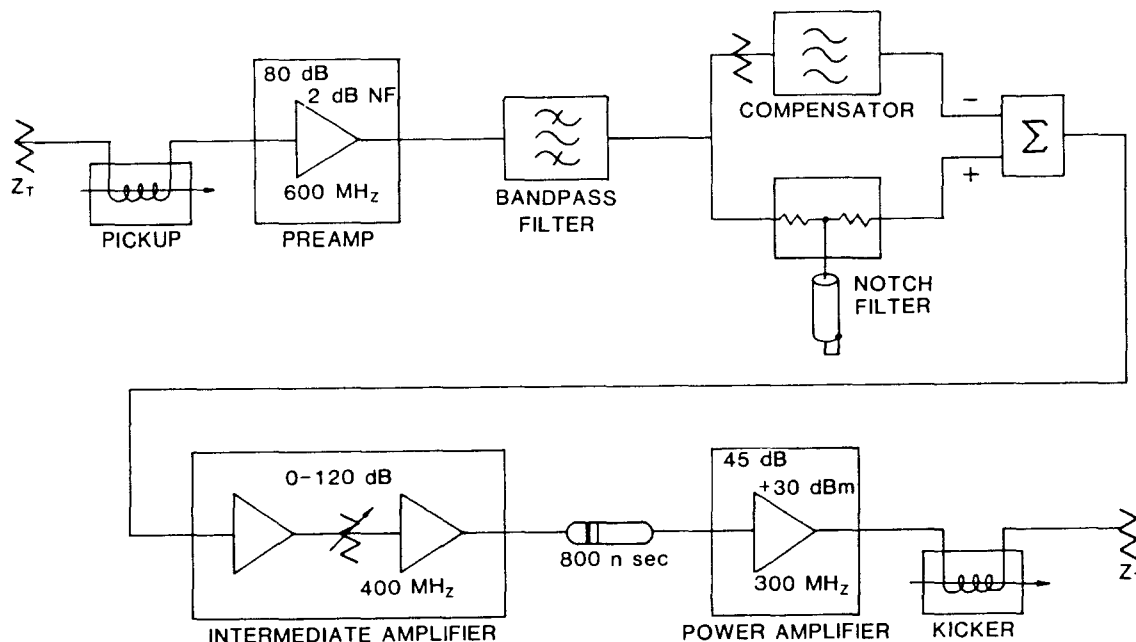 80 dB
2 dB NF
600 MHz
Z_T
PICKUP
PREAMP
BANDPASS
FILTER
COMPENSATOR
-
+
Σ
NOTCH
FILTER
0-120 dB
400 MHz
INTERMEDIATE AMPLIFIER
800 n sec
45 dB
+30 dBm
300 MHz
POWER AMPLIFIER
KICKER